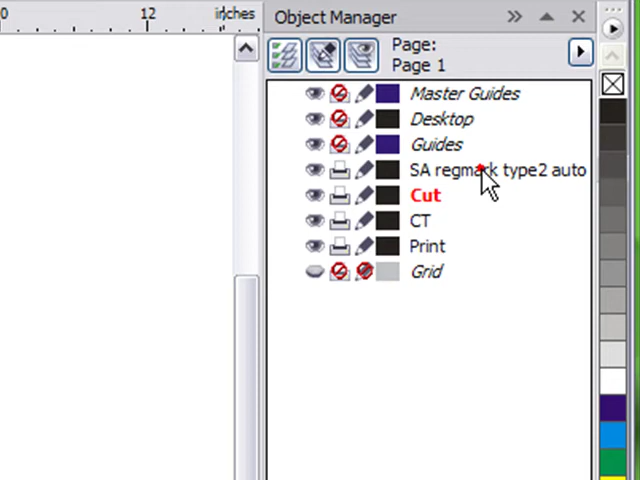 0 12 inches
Object Manager
Page:
Page 1
Master Guides
Desktop
Guides
SA regmark type2 auto
Cut
CT
Print
Grid